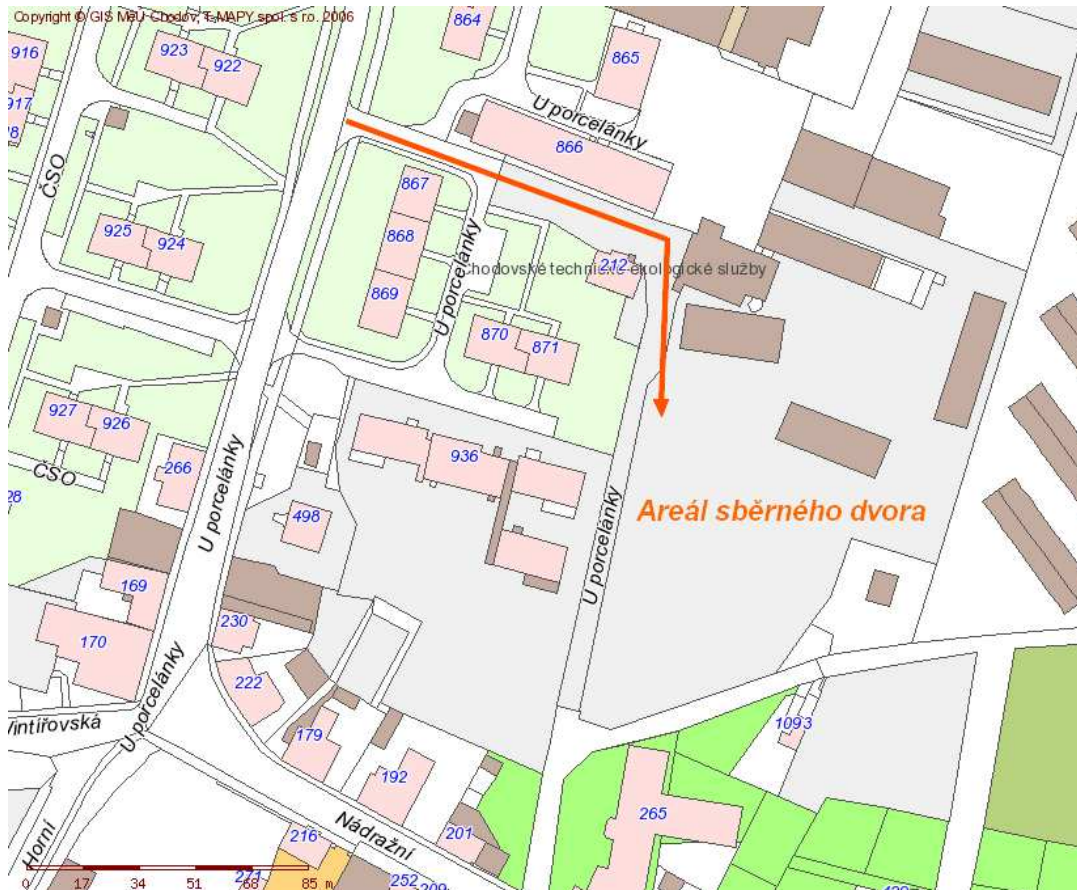 Copyright © GIS MěÚ Chodov, T-MAPY spol. s r.o. 2006
864
916
923
922
865
917
U porcelánky
866
ČSO
867
868
925
924
U porcelánky
212
Chodovské technicko-ekologické služby
869
870
871
927
926
936
266
ČSO
28
U porcelánky
498
Areál sběrného dvora
U porcelánky
169
170
230
222
U porcelánky
Vintířovská
179
192
1093
265
Nádražní
216
201
Horní
271
252
209
0 17 34 51 68 85 m